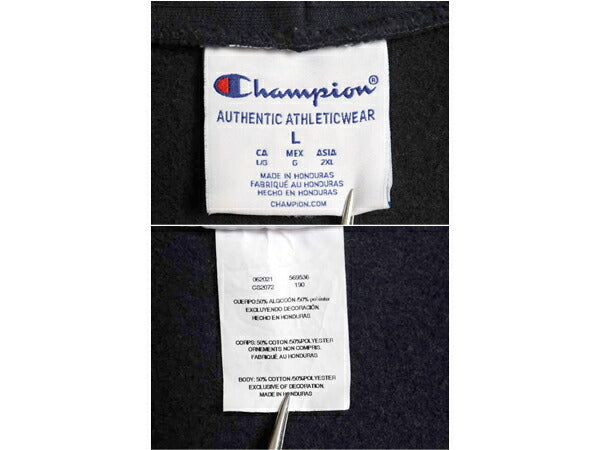 Champion®
AUTHENTIC ATHLETICWEAR
L
CA MEX ASIA
L/G G 2XL
MADE IN HONDURAS
FABRIQUÉ AU HONDURAS
HECHO EN HONDURAS
CHAMPION.COM
062021 569536
CS2072 190
CUERPO:50% ALGODÓN/50% poliéster
EXCLUYENDO DECORACIÓN.
HECHO EN HONDURAS
CORPS: 50% COTON /50%POLYESTER
ORNEMENTS NON COMPRIS.
FABRIQUÉ AU HONDURAS
BODY: 50% COTTON /50%POLYESTER
EXCLUSIVE OF DECORATION.
MADE IN HONDURAS